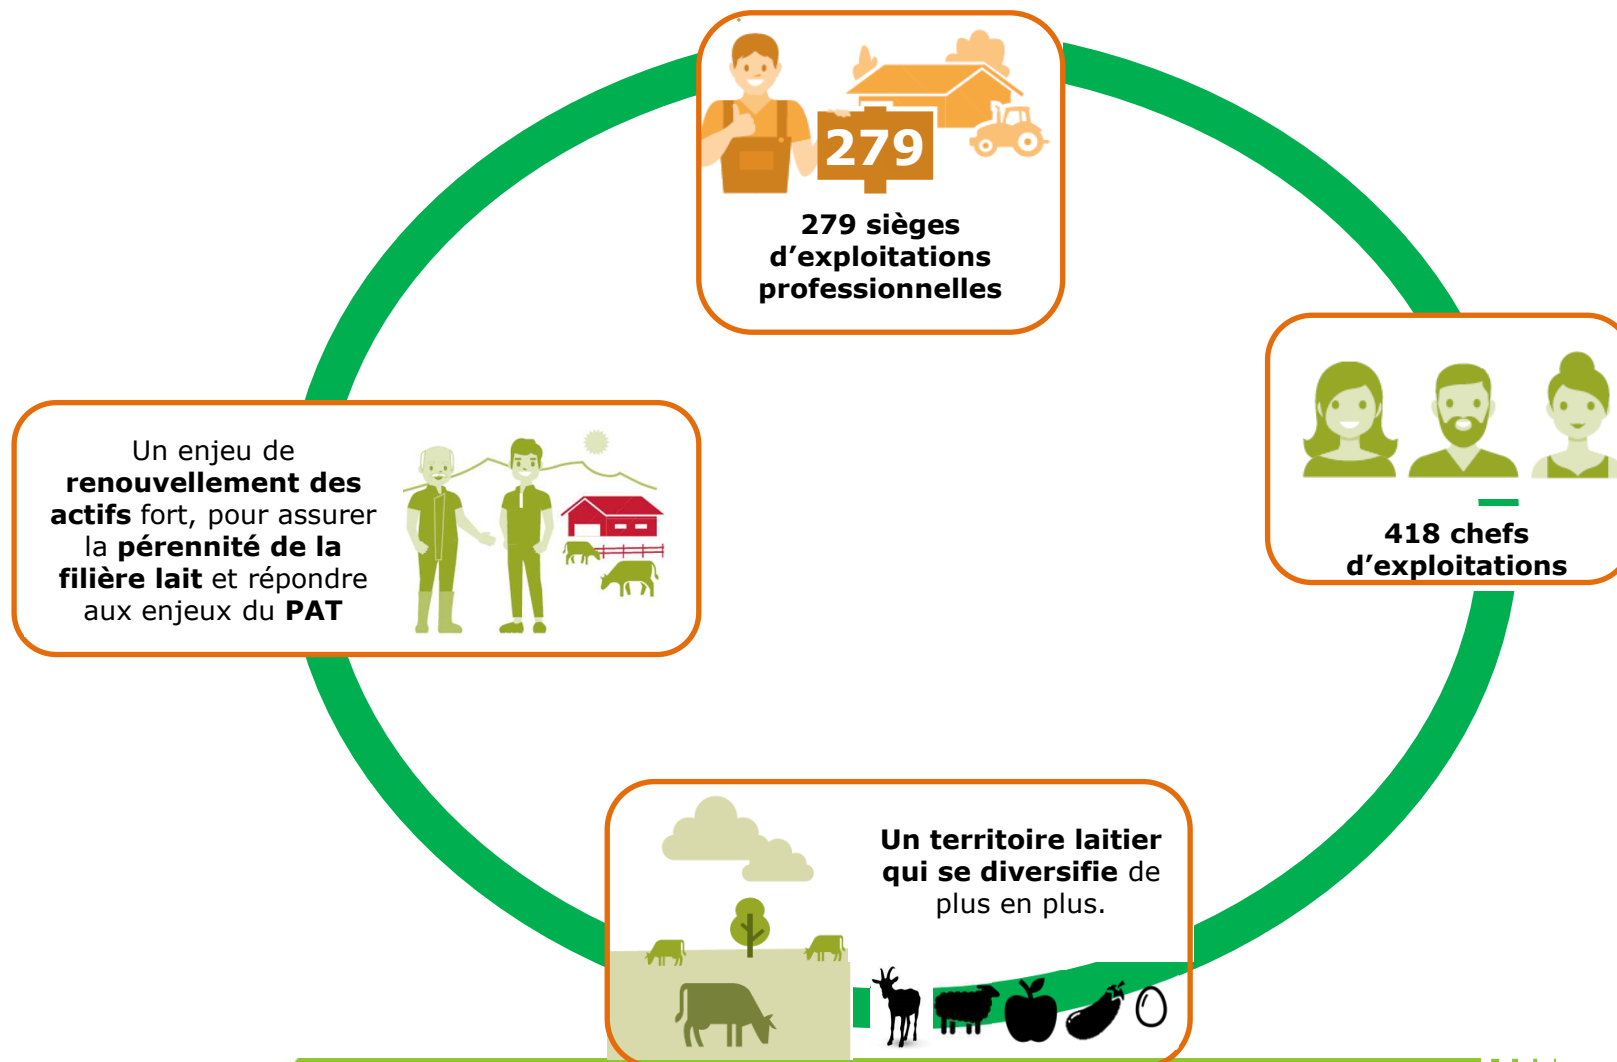 279
279 sièges
d’exploitations
professionnelles
418 chefs
d’exploitations
Un enjeu de
renouvellement des
actifs fort, pour assurer
la pérennité de la
filière lait et répondre
aux enjeux du PAT
Un territoire laitier
qui se diversifie de
plus en plus.